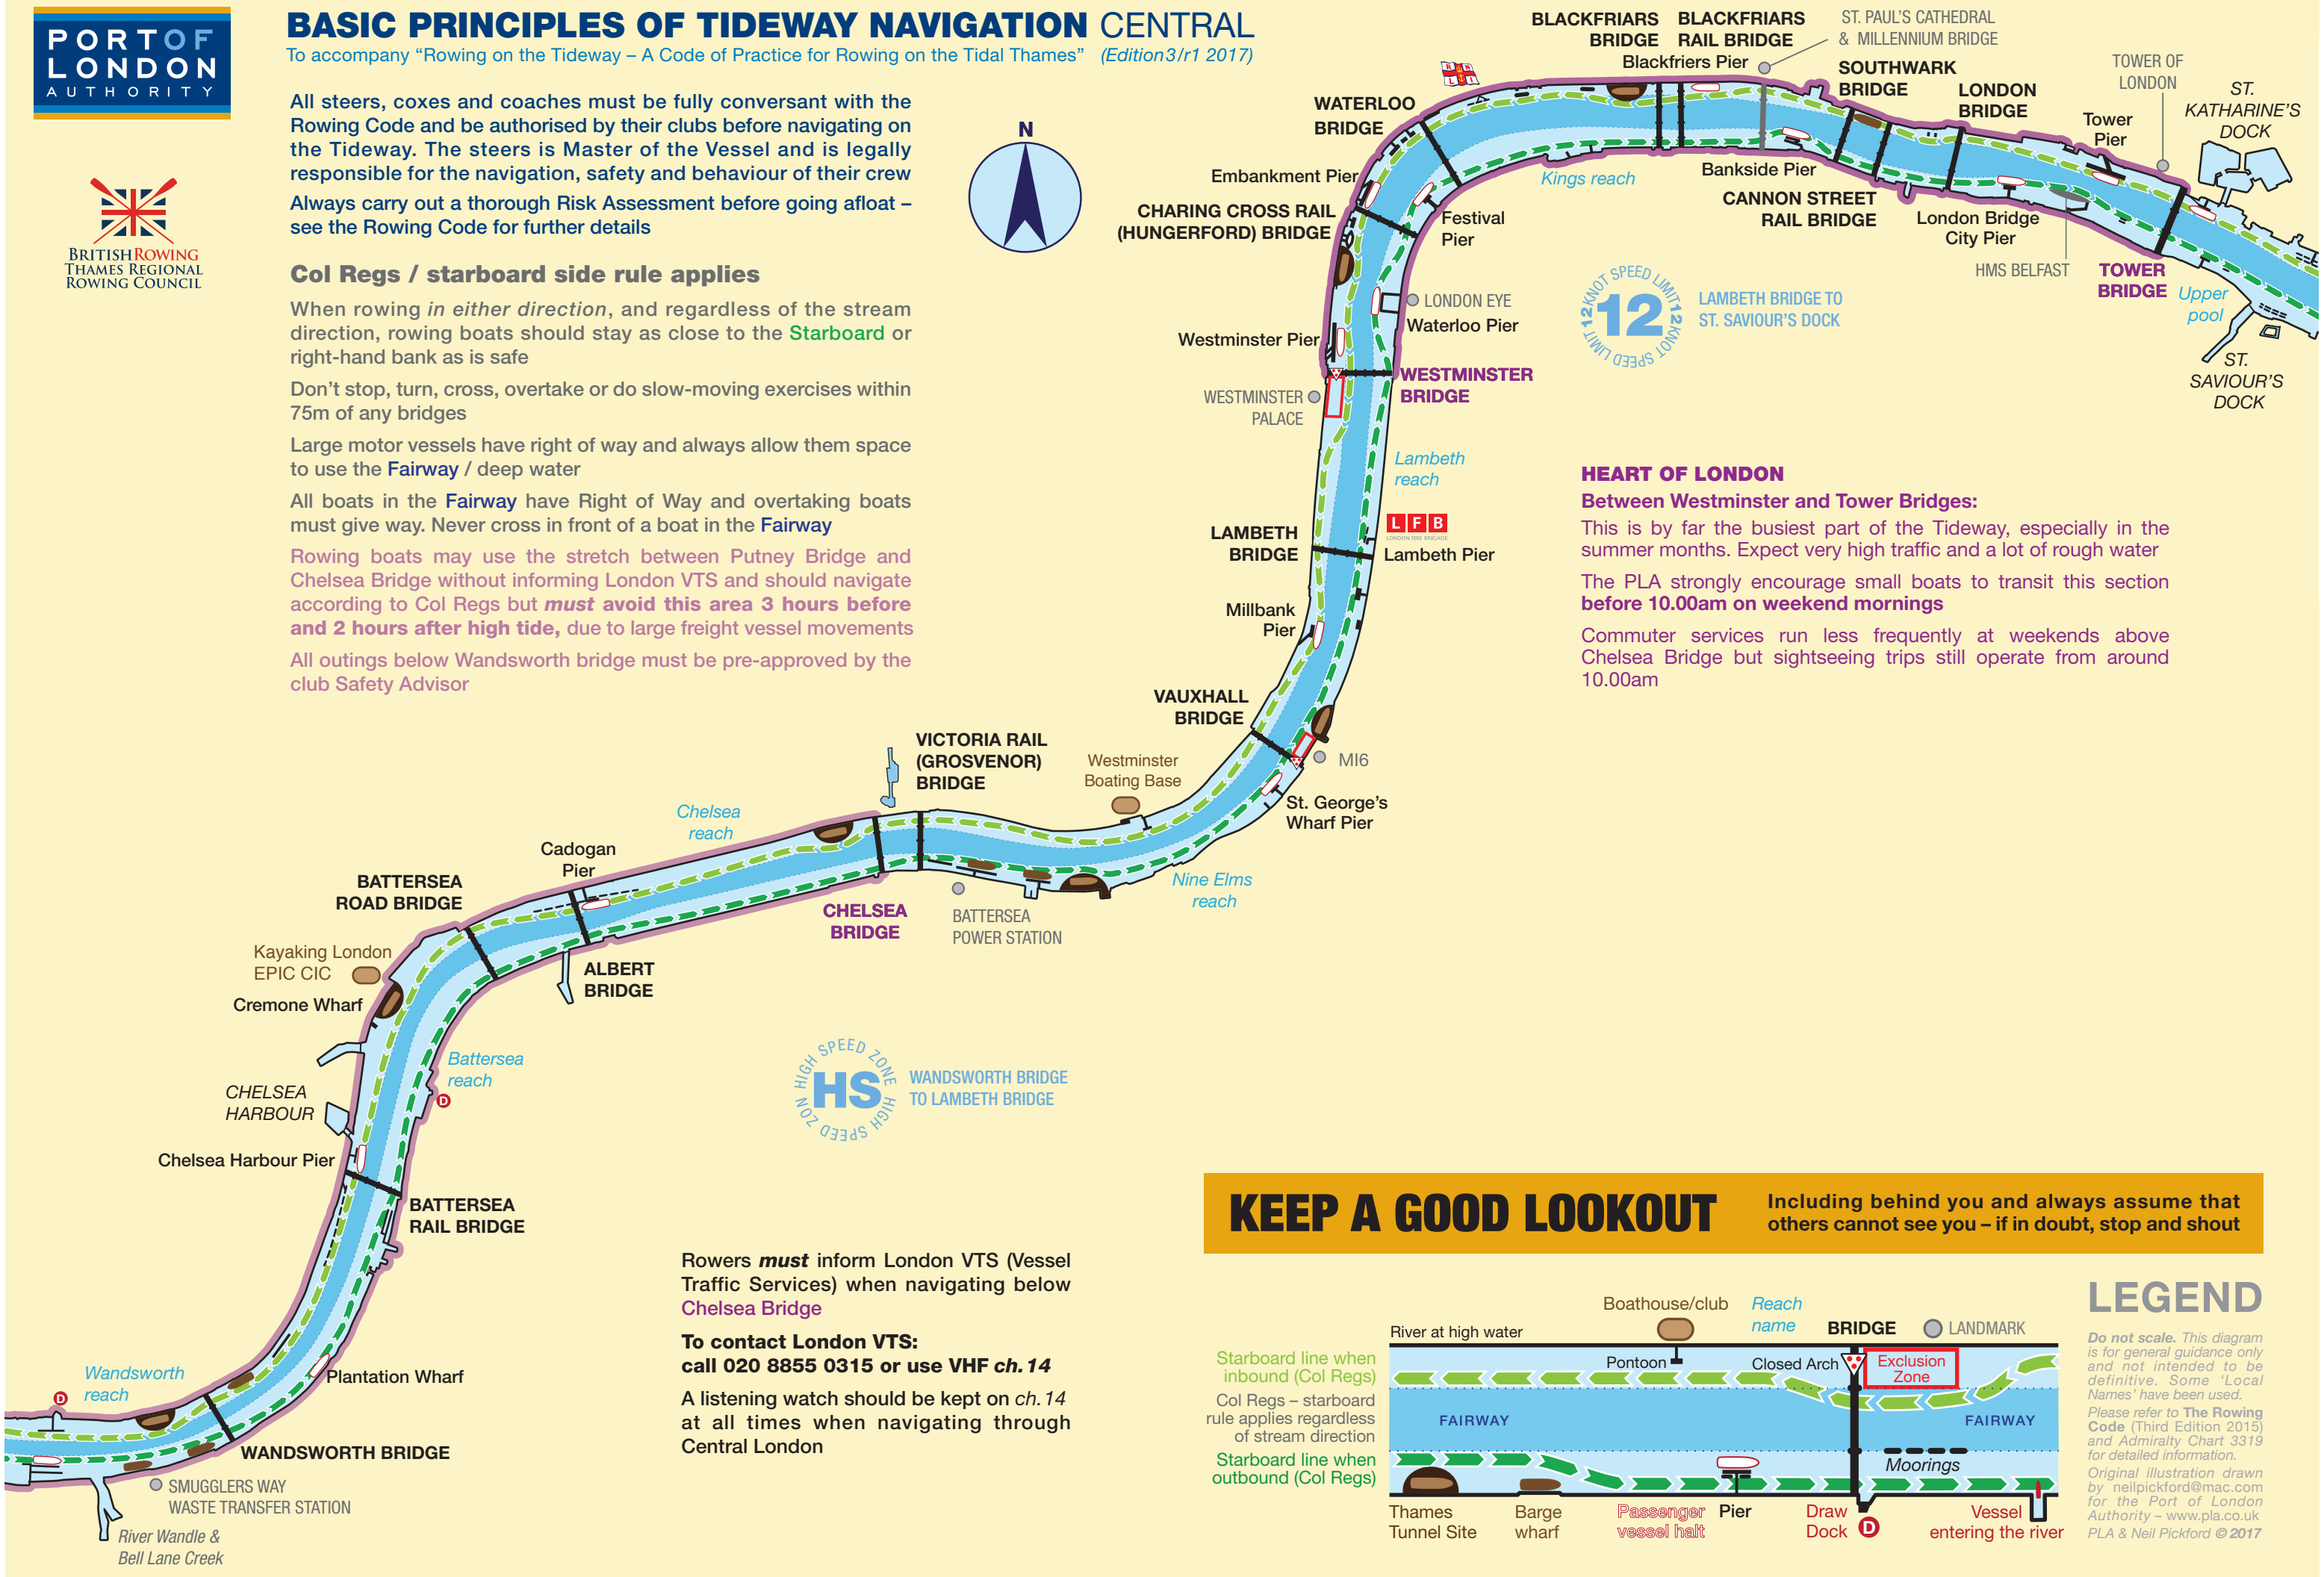 PORT OF
LONDON
AUTHORITY
BRITISH ROWING
THAMES REGIONAL
ROWING COUNCIL
BASIC PRINCIPLES OF TIDEWAY NAVIGATION CENTRAL
To accompany “Rowing on the Tideway – A Code of Practice for Rowing on the Tidal Thames” (Edition3/r1 2017)
All steers, coxes and coaches must be fully conversant with the
Rowing Code and be authorised by their clubs before navigating on
the Tideway. The steers is Master of the Vessel and is legally
responsible for the navigation, safety and behaviour of their crew
Always carry out a thorough Risk Assessment before going afloat –
see the Rowing Code for further details
Col Regs / starboard side rule applies
When rowing in either direction, and regardless of the stream
direction, rowing boats should stay as close to the Starboard or
right-hand bank as is safe
Don’t stop, turn, cross, overtake or do slow-moving exercises within
75m of any bridges
Large motor vessels have right of way and always allow them space
to use the Fairway / deep water
All boats in the Fairway have Right of Way and overtaking boats
must give way. Never cross in front of a boat in the Fairway
Rowing boats may use the stretch between Putney Bridge and
Chelsea Bridge without informing London VTS and should navigate
according to Col Regs but must avoid this area 3 hours before
and 2 hours after high tide, due to large freight vessel movements
All outings below Wandsworth bridge must be pre-approved by the
club Safety Advisor
N
BLACKFRIARS
BRIDGE
BLACKFRIARS
RAIL BRIDGE
Blackfriers Pier
ST. PAUL’S CATHEDRAL
& MILLENNIUM BRIDGE
SOUTHWARK
BRIDGE
LONDON
BRIDGE
TOWER OF
LONDON
Tower
Pier
ST.
KATHARINE’S
DOCK
RNLI
WATERLOO
BRIDGE
Embankment Pier
CHARING CROSS RAIL
(HUNGERFORD) BRIDGE
Festival
Pier
Kings reach
Bankside Pier
CANNON STREET
RAIL BRIDGE
London Bridge
City Pier
HMS BELFAST
TOWER
BRIDGE
Upper
pool
ST.
SAVIOUR’S
DOCK
LONDON EYE
Waterloo Pier
Westminster Pier
WESTMINSTER
BRIDGE
WESTMINSTER
PALACE
12 KNOT SPEED LIMIT 12 KNOT SPEED LIMIT
12
LAMBETH BRIDGE TO
ST. SAVIOUR’S DOCK
Lambeth
reach
LFB
LONDON FIRE BRIGADE
LAMBETH
BRIDGE
Lambeth Pier
Millbank
Pier
HEART OF LONDON
Between Westminster and Tower Bridges:
This is by far the busiest part of the Tideway, especially in the
summer months. Expect very high traffic and a lot of rough water
The PLA strongly encourage small boats to transit this section
before 10.00am on weekend mornings
Commuter services run less frequently at weekends above
Chelsea Bridge but sightseeing trips still operate from around
10.00am
VAUXHALL
BRIDGE
MI6
St. George’s
Wharf Pier
Westminster
Boating Base
VICTORIA RAIL
(GROSVENOR)
BRIDGE
Nine Elms
reach
Chelsea
reach
CHELSEA
BRIDGE
BATTERSEA
POWER STATION
Cadogan
Pier
BATTERSEA
ROAD BRIDGE
ALBERT
BRIDGE
Kayaking London
EPIC CIC
Cremone Wharf
Battersea
reach
D
CHELSEA
HARBOUR
Chelsea Harbour Pier
BATTERSEA
RAIL BRIDGE
HIGH SPEED ZONE HIGH SPEED ZON
HS
WANDSWORTH BRIDGE
TO LAMBETH BRIDGE
Plantation Wharf
Wandsworth
reach
D
WANDSWORTH BRIDGE
SMUGGLERS WAY
WASTE TRANSFER STATION
River Wandle &
Bell Lane Creek
Rowers must inform London VTS (Vessel
Traffic Services) when navigating below
Chelsea Bridge
To contact London VTS:
call 020 8855 0315 or use VHF ch.14
A listening watch should be kept on ch.14
at all times when navigating through
Central London
KEEP A GOOD LOOKOUT
Including behind you and always assume that
others cannot see you – if in doubt, stop and shout
Boathouse/club
Reach
name
BRIDGE
LANDMARK
River at high water
Pontoon
Closed Arch
Exclusion
Zone
Starboard line when
inbound (Col Regs)
Col Regs – starboard
rule applies regardless
of stream direction
Starboard line when
outbound (Col Regs)
FAIRWAY
FAIRWAY
Moorings
Thames
Tunnel Site
Barge
wharf
Passenger
vessel halt
Pier
Draw
Dock
D
Vessel
entering the river
LEGEND
Do not scale. This diagram
is for general guidance only
and not intended to be
definitive. Some ‘Local
Names’ have been used.
Please refer to The Rowing
Code (Third Edition 2015)
and Admiralty Chart 3319
for detailed information.
Original illustration drawn
by neilpickford@mac.com
for the Port of London
Authority – www.pla.co.uk
PLA & Neil Pickford © 2017